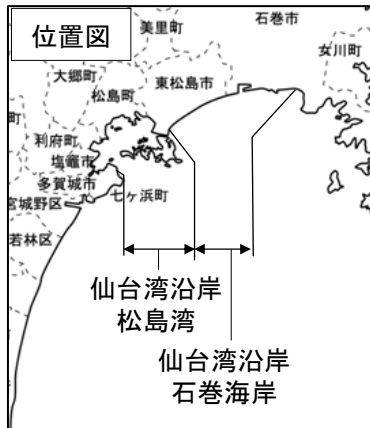 位置図
美里町
石巻市
女川町
大郷町
東松島市
松島町
町
利府町
塩竈市
多賀城市
宮城野区
七ヶ浜町
若林区
仙台湾沿岸
松島湾
仙台湾沿岸
石巻海岸